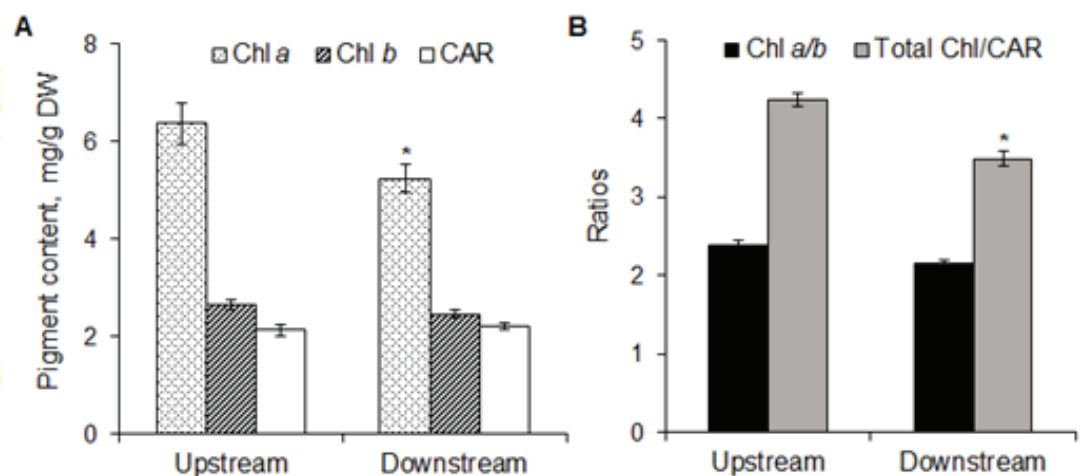 A
8
6
4
2
0
Pigment content, mg/g DW
Chl a Chl b CAR
*
Upstream Downstream
B
5
4
3
2
1
0
Ratios
Chl a/b Total Chl/CAR
*
Upstream Downstream